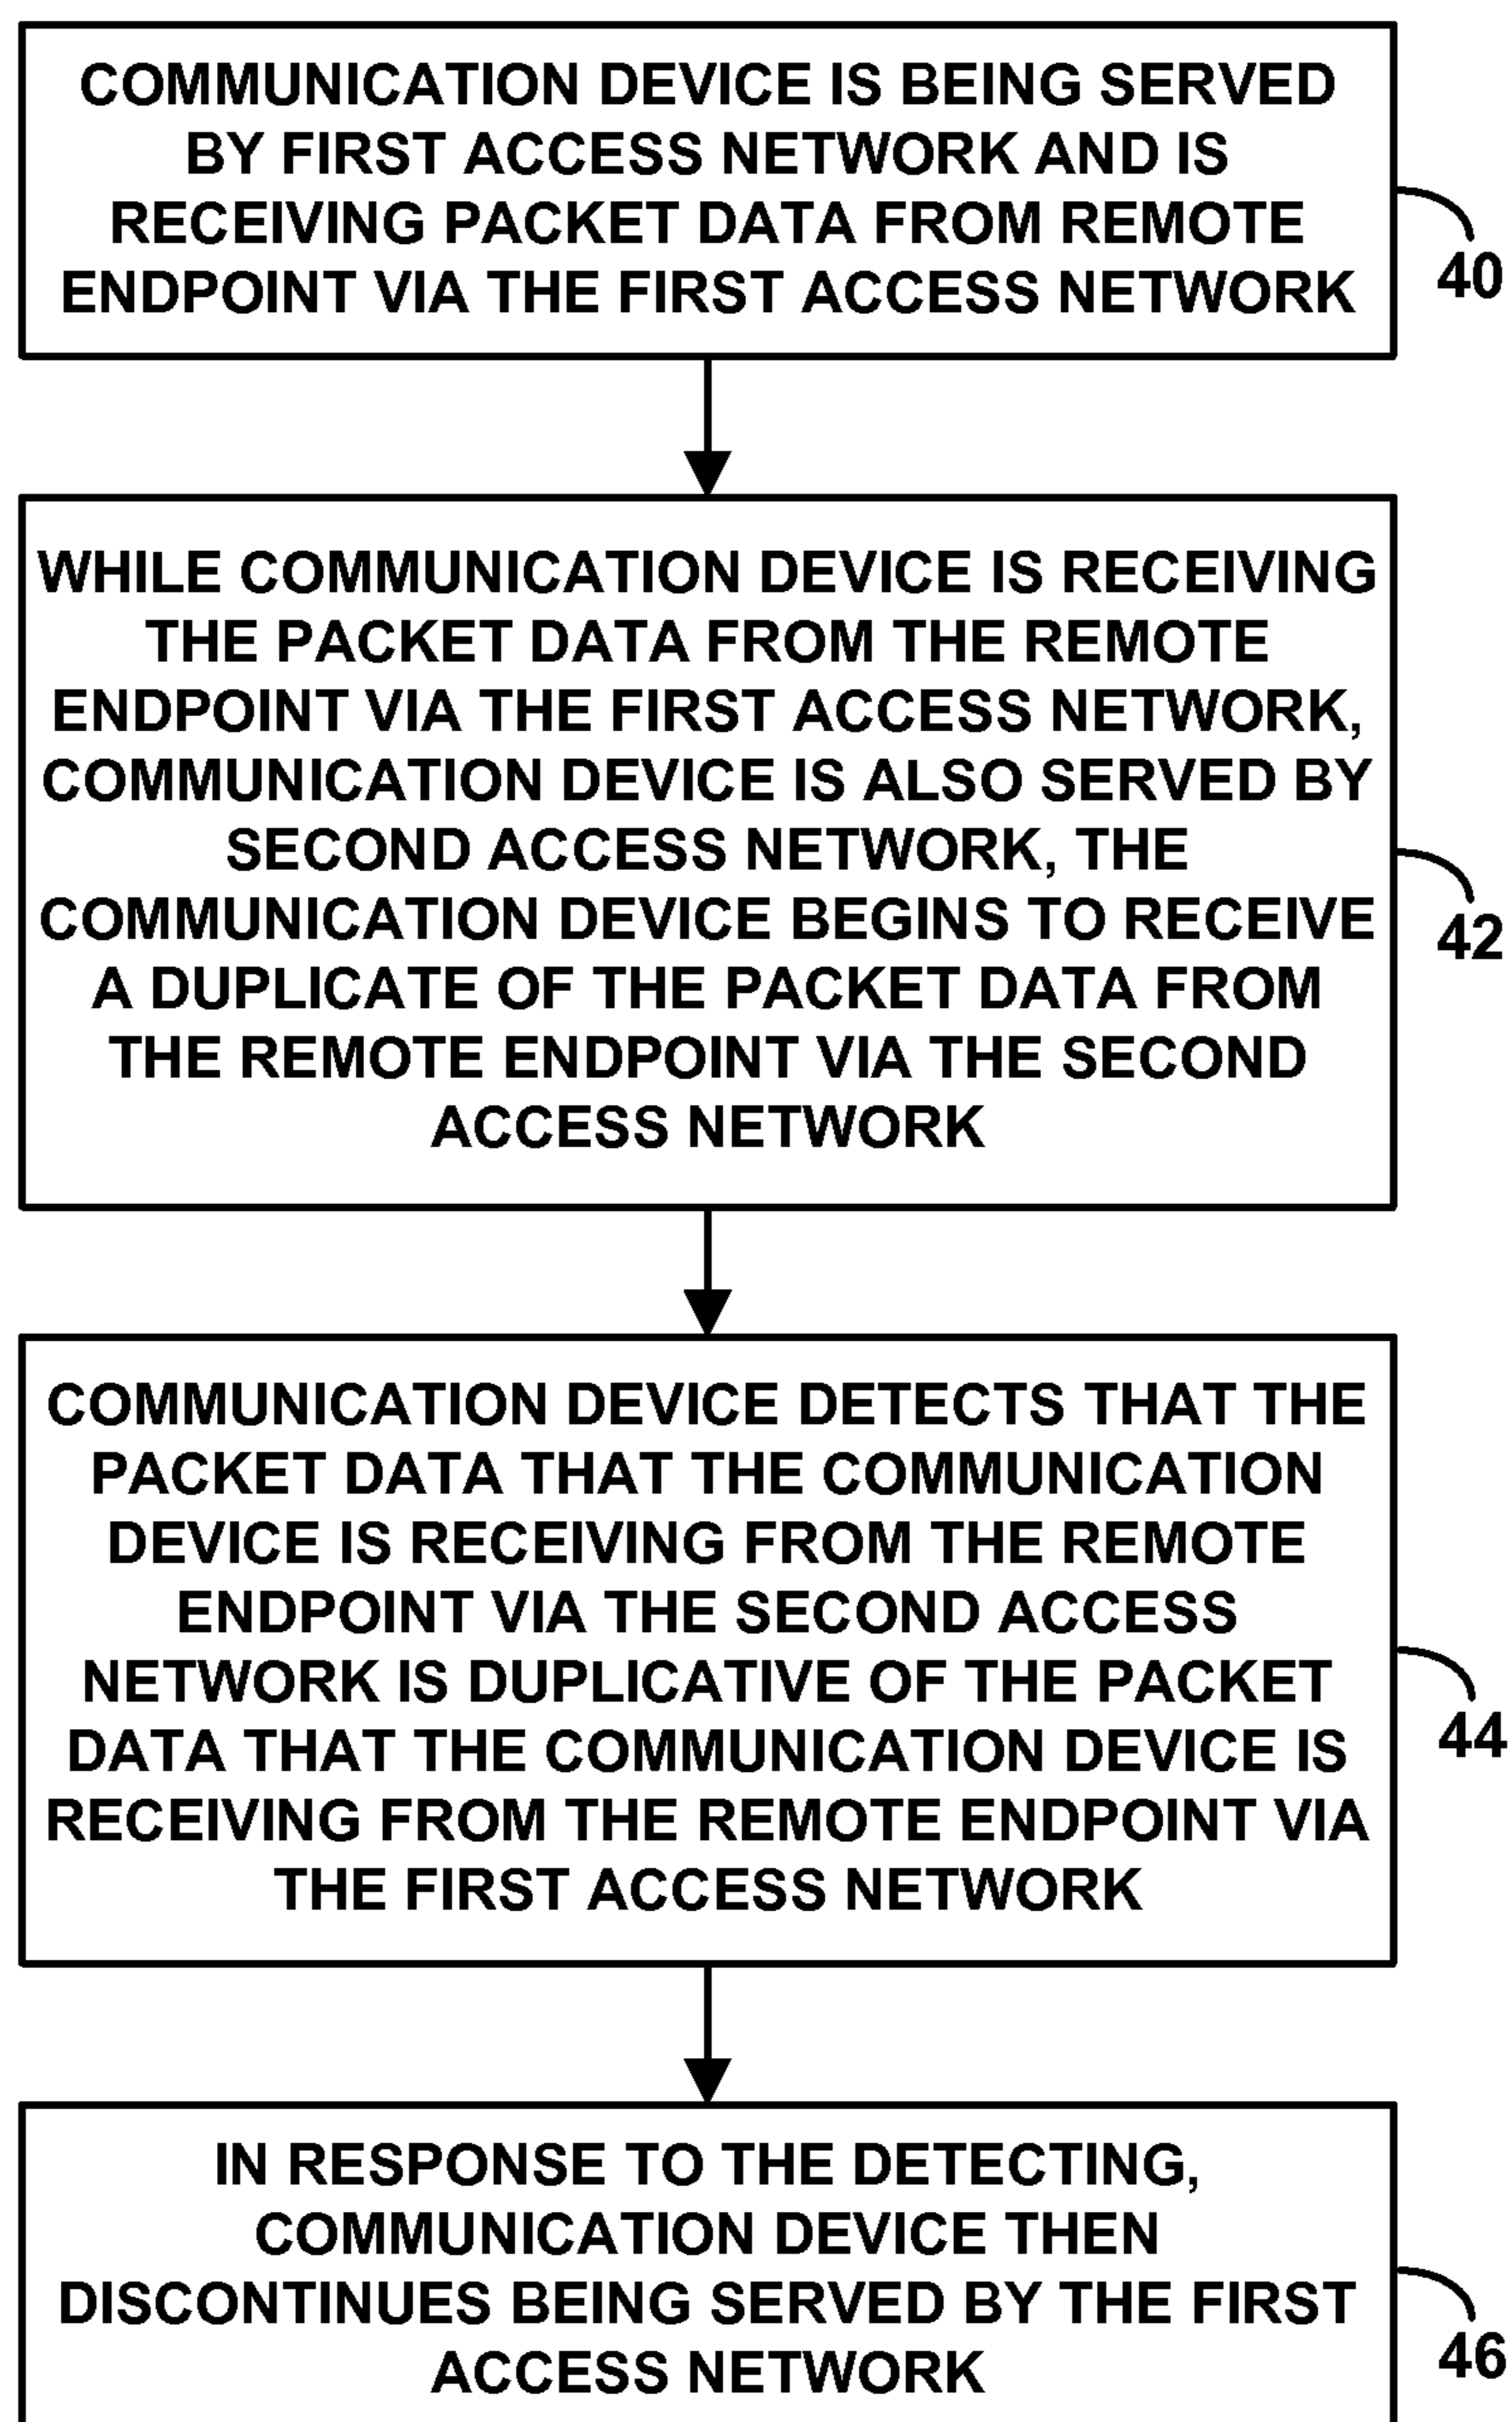 COMMUNICATION DEVICE IS BEING SERVED
BY FIRST ACCESS NETWORK AND IS
RECEIVING PACKET DATA FROM REMOTE
ENDPOINT VIA THE FIRST ACCESS NETWORK
40
WHILE COMMUNICATION DEVICE IS RECEIVING
THE PACKET DATA FROM THE REMOTE
ENDPOINT VIA THE FIRST ACCESS NETWORK,
COMMUNICATION DEVICE IS ALSO SERVED BY
SECOND ACCESS NETWORK, THE
COMMUNICATION DEVICE BEGINS TO RECEIVE
A DUPLICATE OF THE PACKET DATA FROM
THE REMOTE ENDPOINT VIA THE SECOND
ACCESS NETWORK
42
COMMUNICATION DEVICE DETECTS THAT THE
PACKET DATA THAT THE COMMUNICATION
DEVICE IS RECEIVING FROM THE REMOTE
ENDPOINT VIA THE SECOND ACCESS
NETWORK IS DUPLICATIVE OF THE PACKET
DATA THAT THE COMMUNICATION DEVICE IS
RECEIVING FROM THE REMOTE ENDPOINT VIA
THE FIRST ACCESS NETWORK
44
IN RESPONSE TO THE DETECTING,
COMMUNICATION DEVICE THEN
DISCONTINUES BEING SERVED BY THE FIRST
ACCESS NETWORK
46